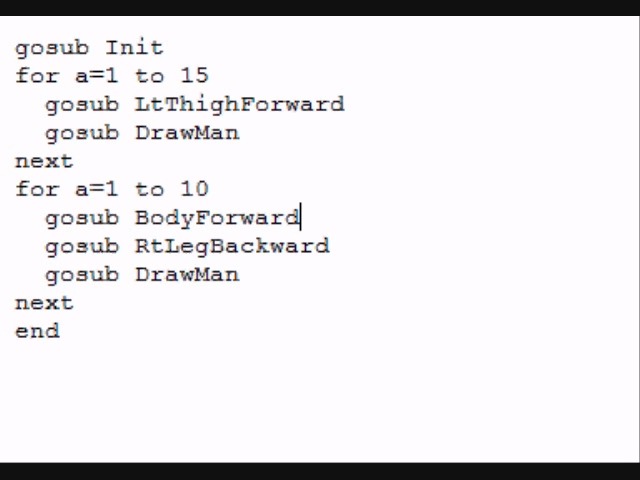 gosub Init
for a=1 to 15
  gosub LtThighForward
  gosub DrawMan
next
for a=1 to 10
  gosub BodyForward
  gosub RtLegBackward
  gosub DrawMan
next
end